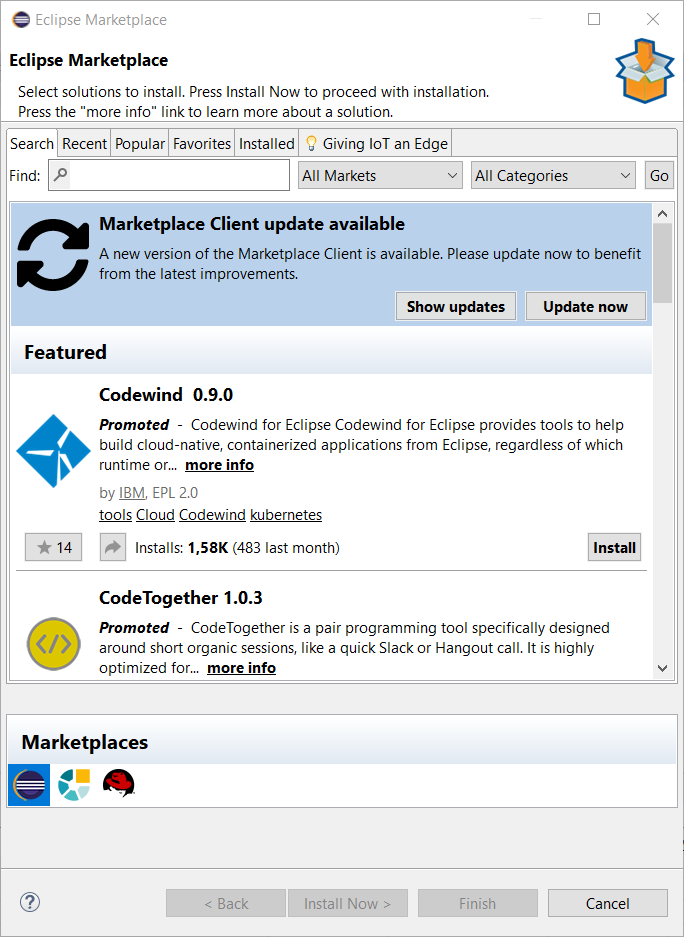 Eclipse Marketplace
Eclipse Marketplace
Select solutions to install. Press Install Now to proceed with installation.
Press the "more info" link to learn more about a solution.
Search Recent Popular Favorites Installed Giving IoT an Edge
Find: All Markets All Categories Go
Marketplace Client update available
A new version of the Marketplace Client is available. Please update now to benefit
from the latest improvements.
Show updates Update now
Featured
Codewind 0.9.0
Promoted - Codewind for Eclipse Codewind for Eclipse provides tools to help
build cloud-native, containerized applications from Eclipse, regardless of which
runtime or... more info
by IBM, EPL 2.0
tools Cloud Codewind kubernetes
14 Installs: 1,58K (483 last month) Install
CodeTogether 1.0.3
Promoted - CodeTogether is a pair programming tool specifically designed
around short organic sessions, like a quick Slack or Hangout call. It is highly
optimized for... more info
Marketplaces
? < Back Install Now > Finish Cancel